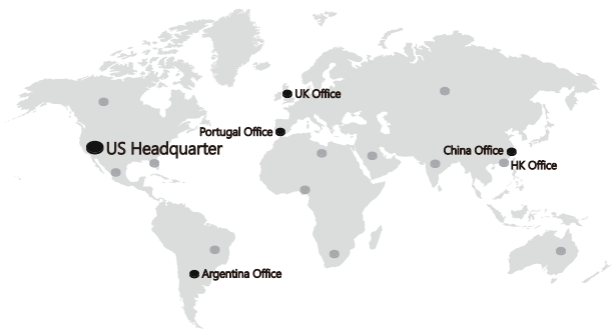 UK Office
Portugal Office
US Headquarter
China Office
HK Office
Argentina Office